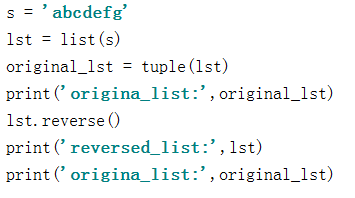 s = 'abcdefg'
lst = list(s)
original_lst = tuple(lst)
print('origina_list:',original_lst)
lst.reverse()
print('reversed_list:',lst)
print('origina_list:',original_lst)